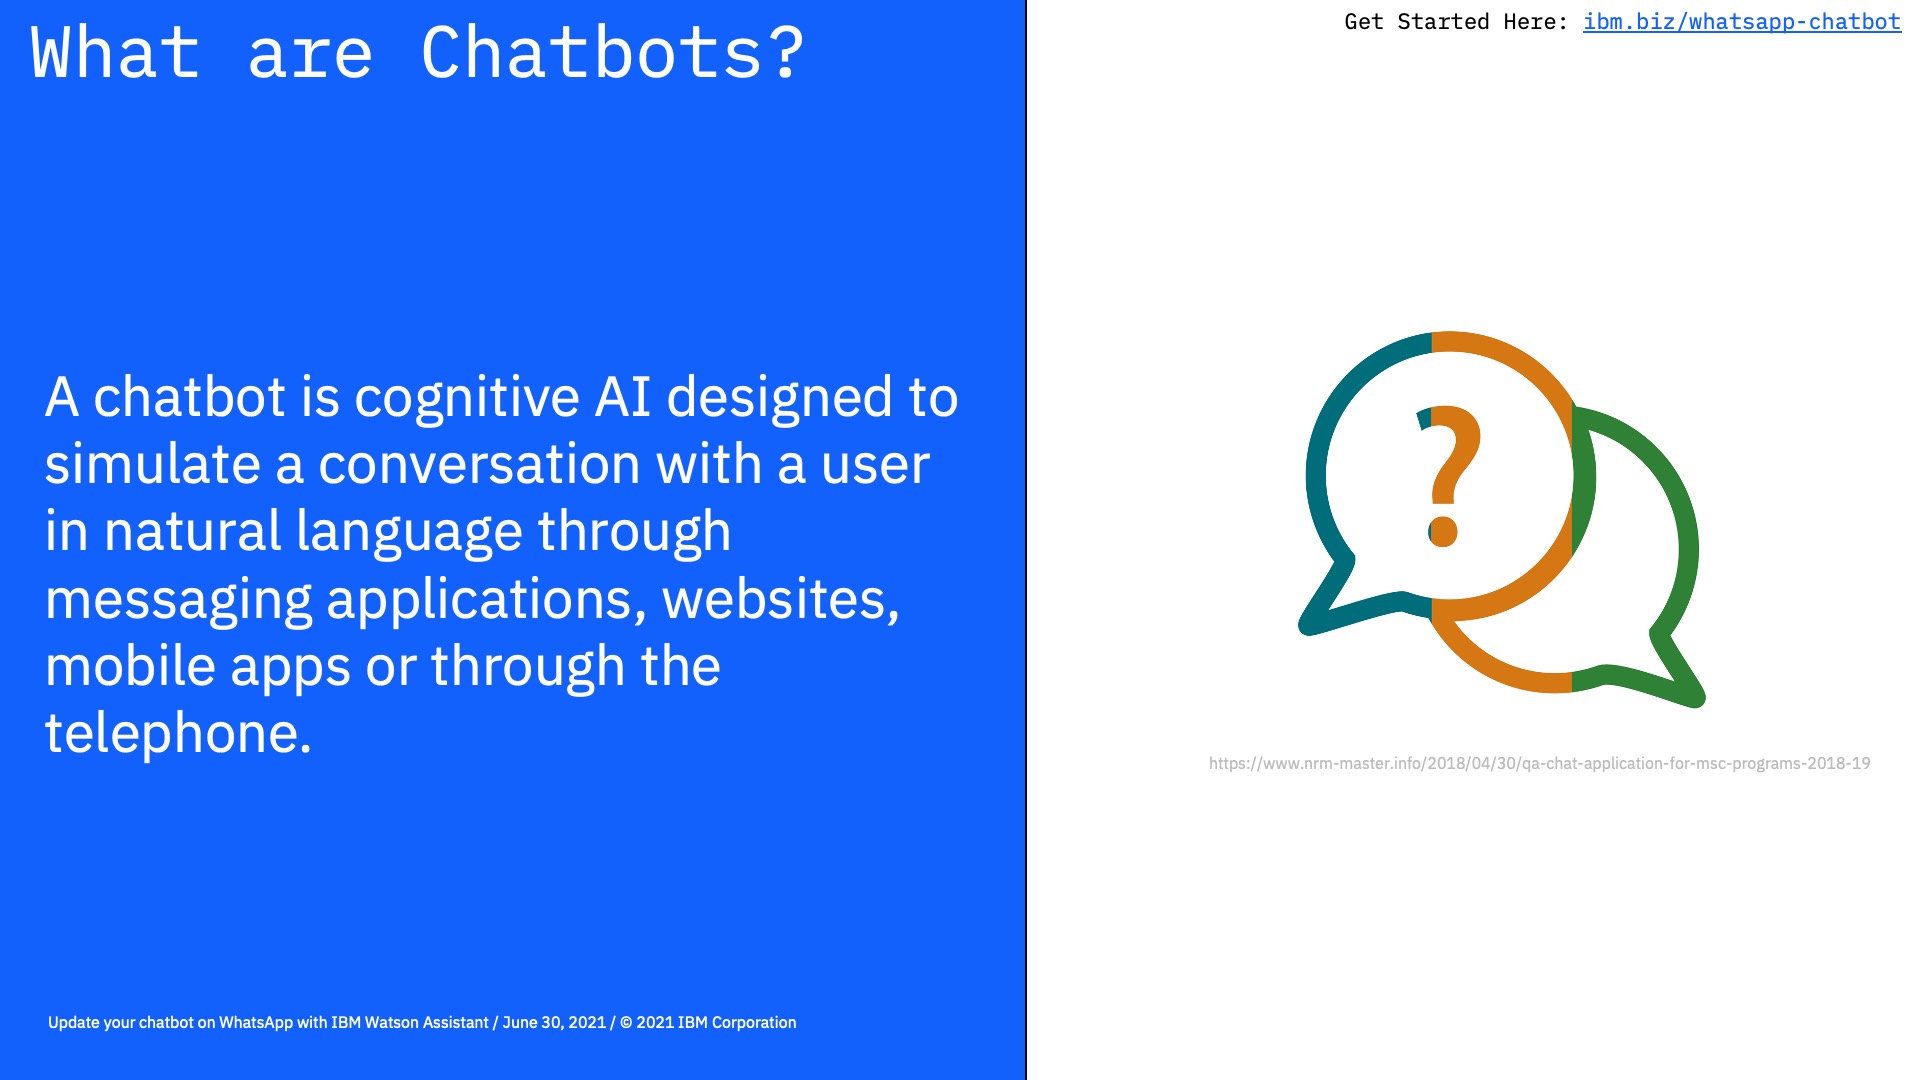 What are Chatbots?
Get Started Here: ibm.biz/whatsapp-chatbot
A chatbot is cognitive AI designed to
simulate a conversation with a user
in natural language through
messaging applications, websites,
mobile apps or through the
telephone.
?
https://www.nrm-master.info/2018/04/30/qa-chat-application-for-msc-programs-2018-19
Update your chatbot on WhatsApp with IBM Watson Assistant / June 30, 2021 / © 2021 IBM Corporation